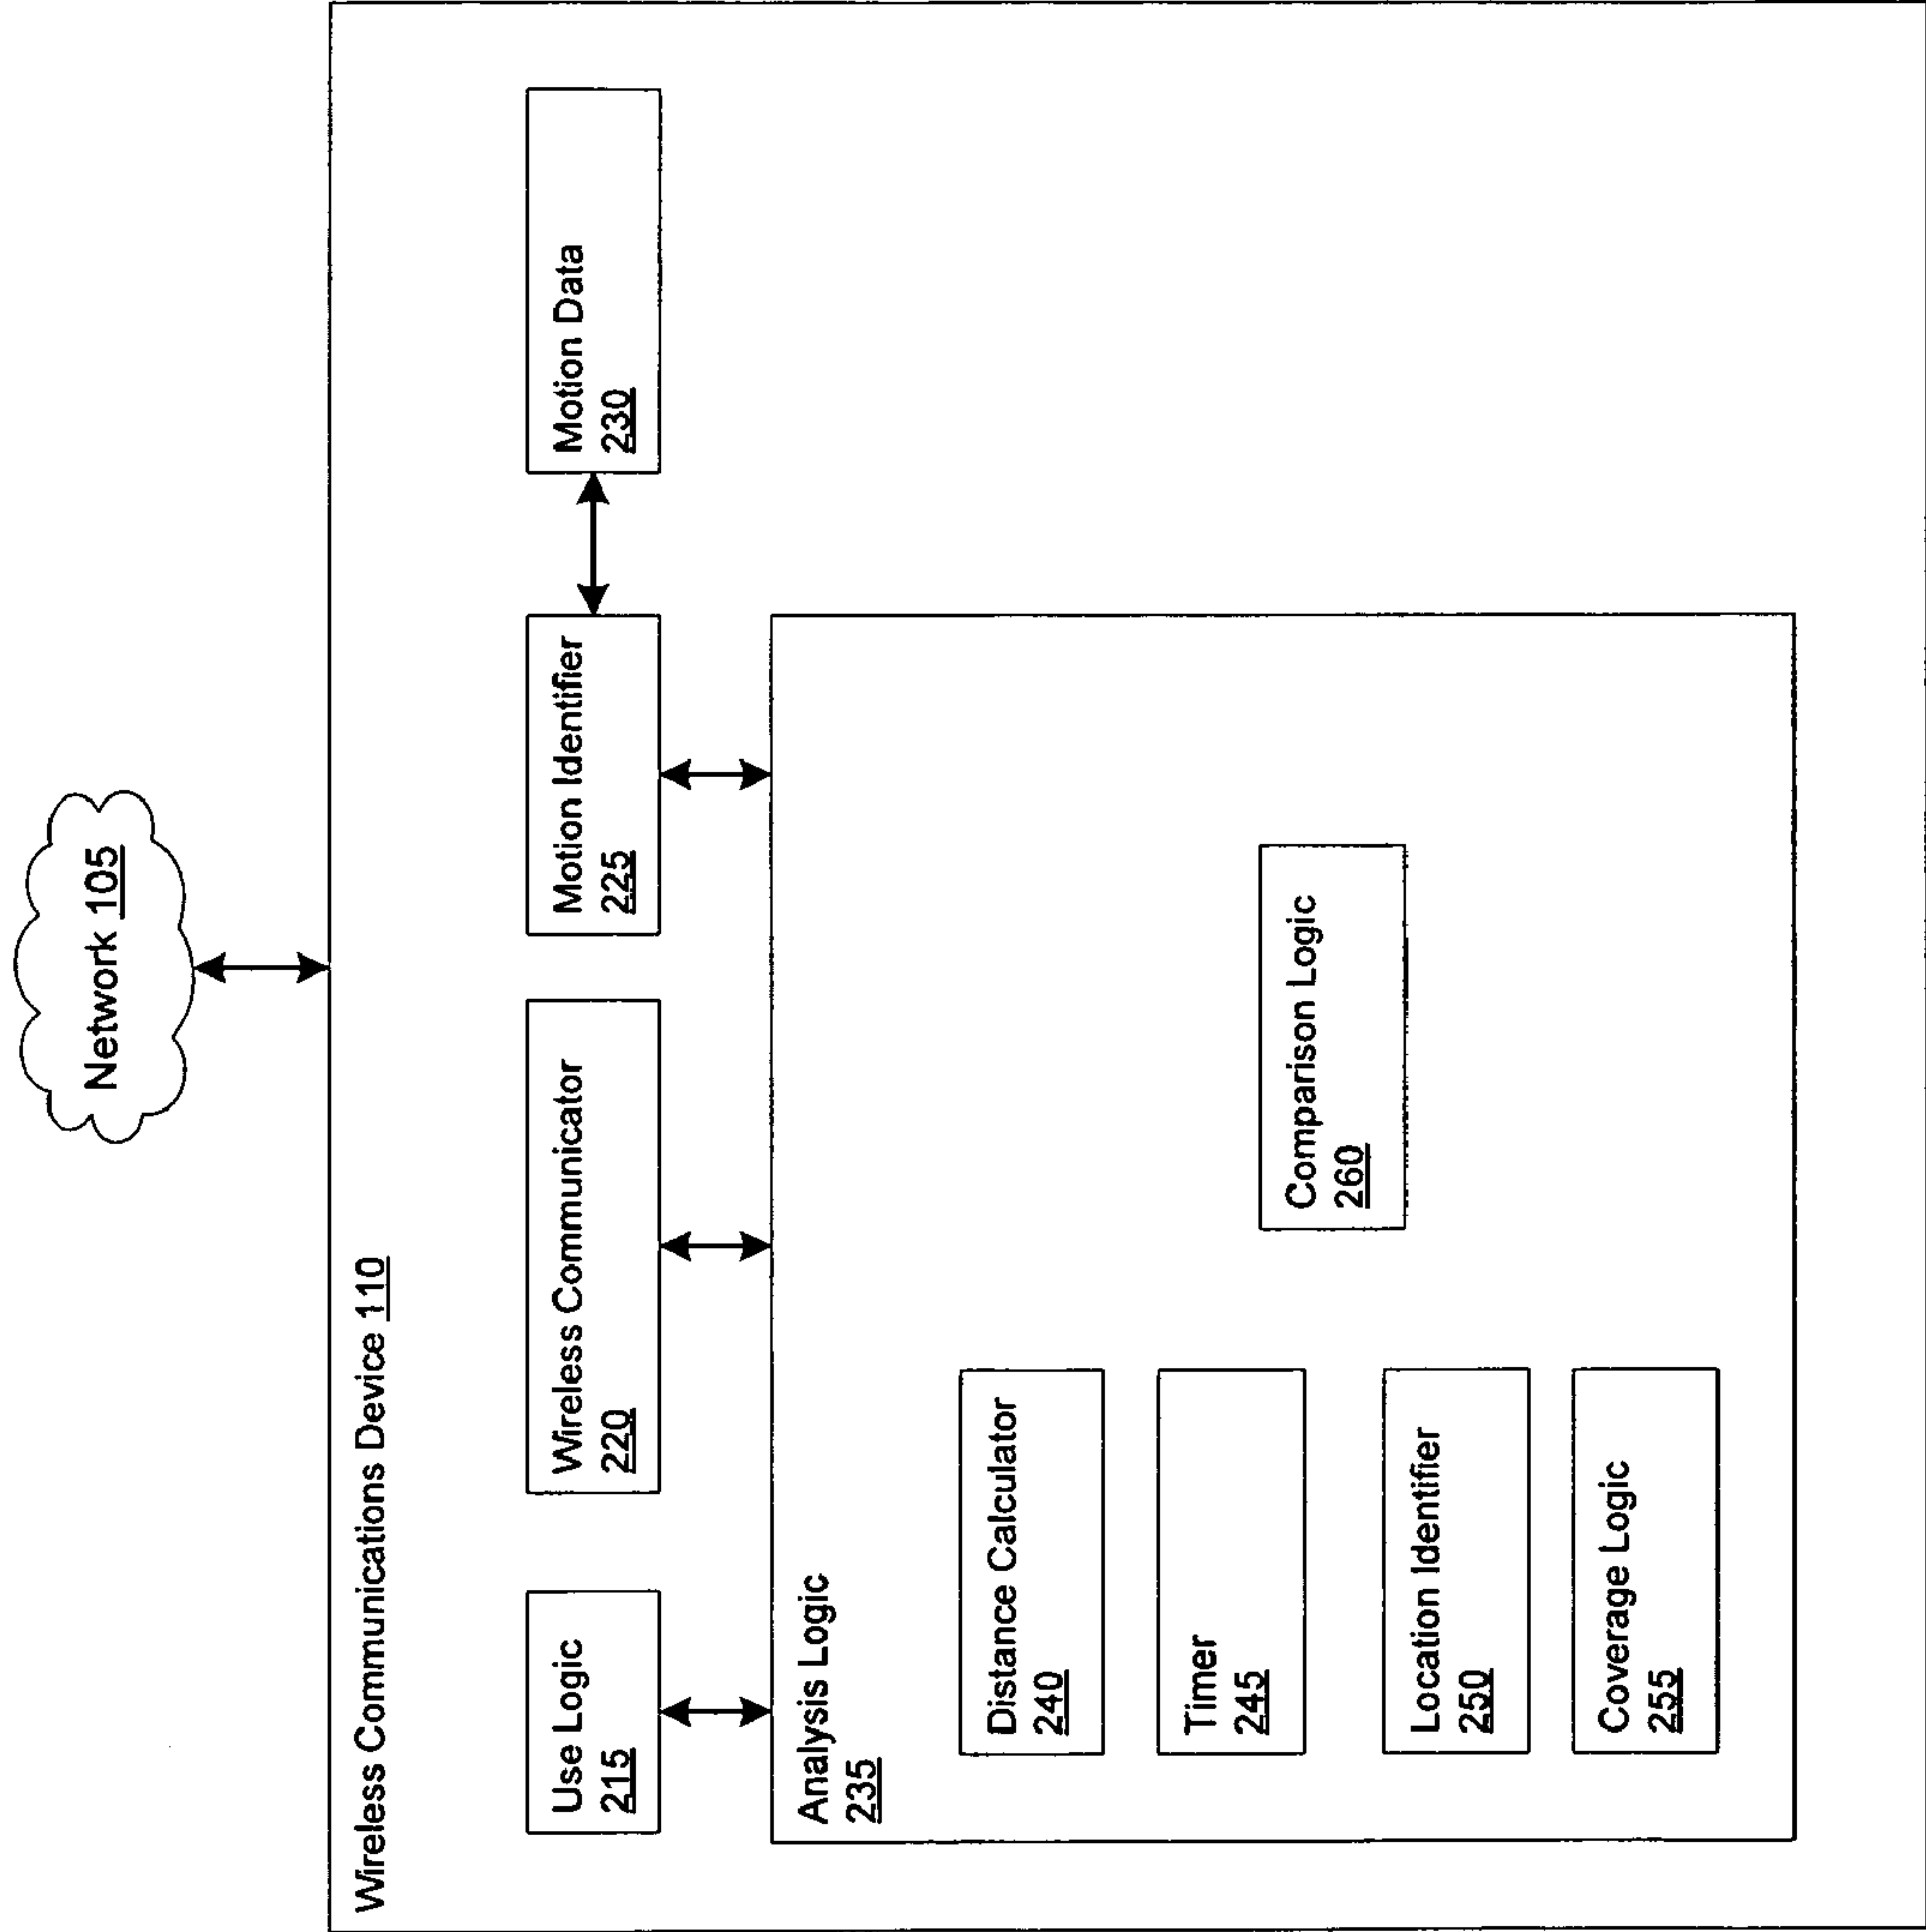 Network 105
Wireless Communications Device 110
Use Logic
215
Wireless Communicator
220
Motion Identifier
225
Motion Data
230
Analysis Logic
235
Distance Calculator
240
Timer
245
Location Identifier
250
Coverage Logic
255
Comparison Logic
260